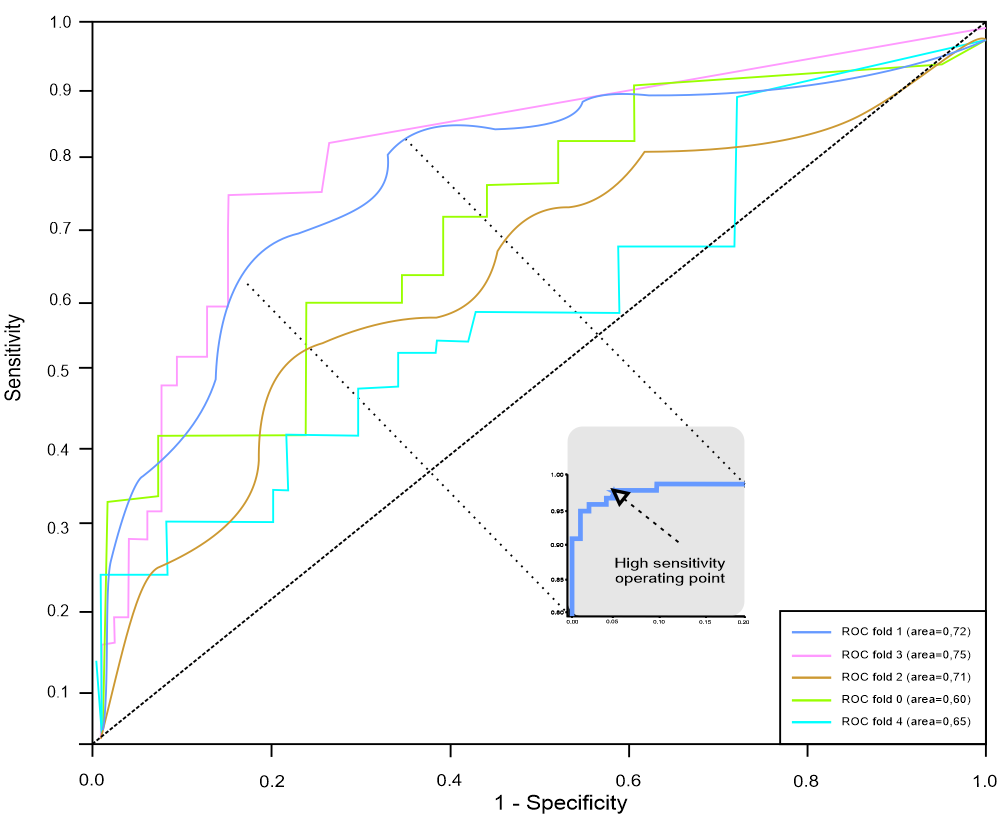 1.0
0.9
0.8
0.7
0.6
0.5
0.4
0.3
0.2
0.1
Sensitivity
0.0
0.2
0.4
0.6
0.8
1.0
1 - Specificity
1.00
0.95
0.90
0.85
0.80
0.00
0.05
0.10
0.15
0.20
High sensitivity
operating point
ROC fold 1 (area=0,72)
ROC fold 3 (area=0,75)
ROC fold 2 (area=0,71)
ROC fold 0 (area=0,60)
ROC fold 4 (area=0,65)